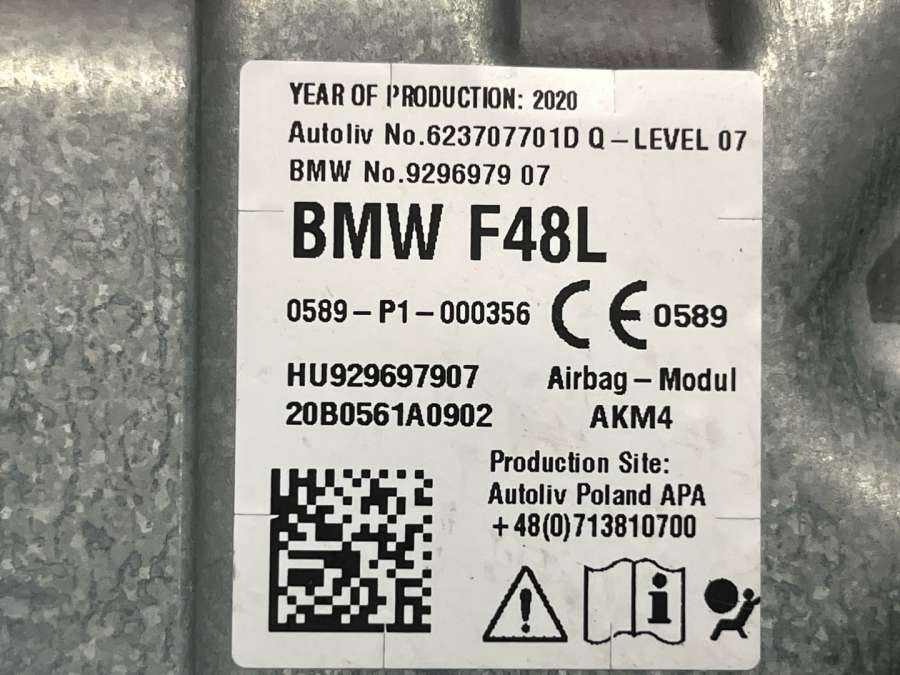 YEAR OF PRODUCTION: 2020
Autoliv No.623707701D Q-LEVEL 07
BMW No.9296979 07
BMW F48L
0589-P1-000356 CE 0589
HU929697907 Airbag-Modul
20B0561A0902 AKM4
Production Site:
Autoliv Poland APA
+48(0)713810700